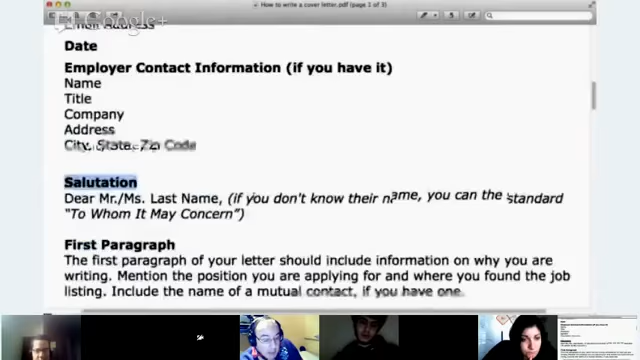 How to write a cover letter.pdf (page 1 of 3)
Google+
Email Address
Date
Employer Contact Information (if you have it)
Name
Title
Company
Address
City, State, Zip Code
Salutation
Dear Mr./Ms. Last Name, (if you don't know their name, you can the standard
"To Whom It May Concern")
First Paragraph
The first paragraph of your letter should include information on why you are
writing. Mention the position you are applying for and where you found the job
listing. Include the name of a mutual contact, if you have one.